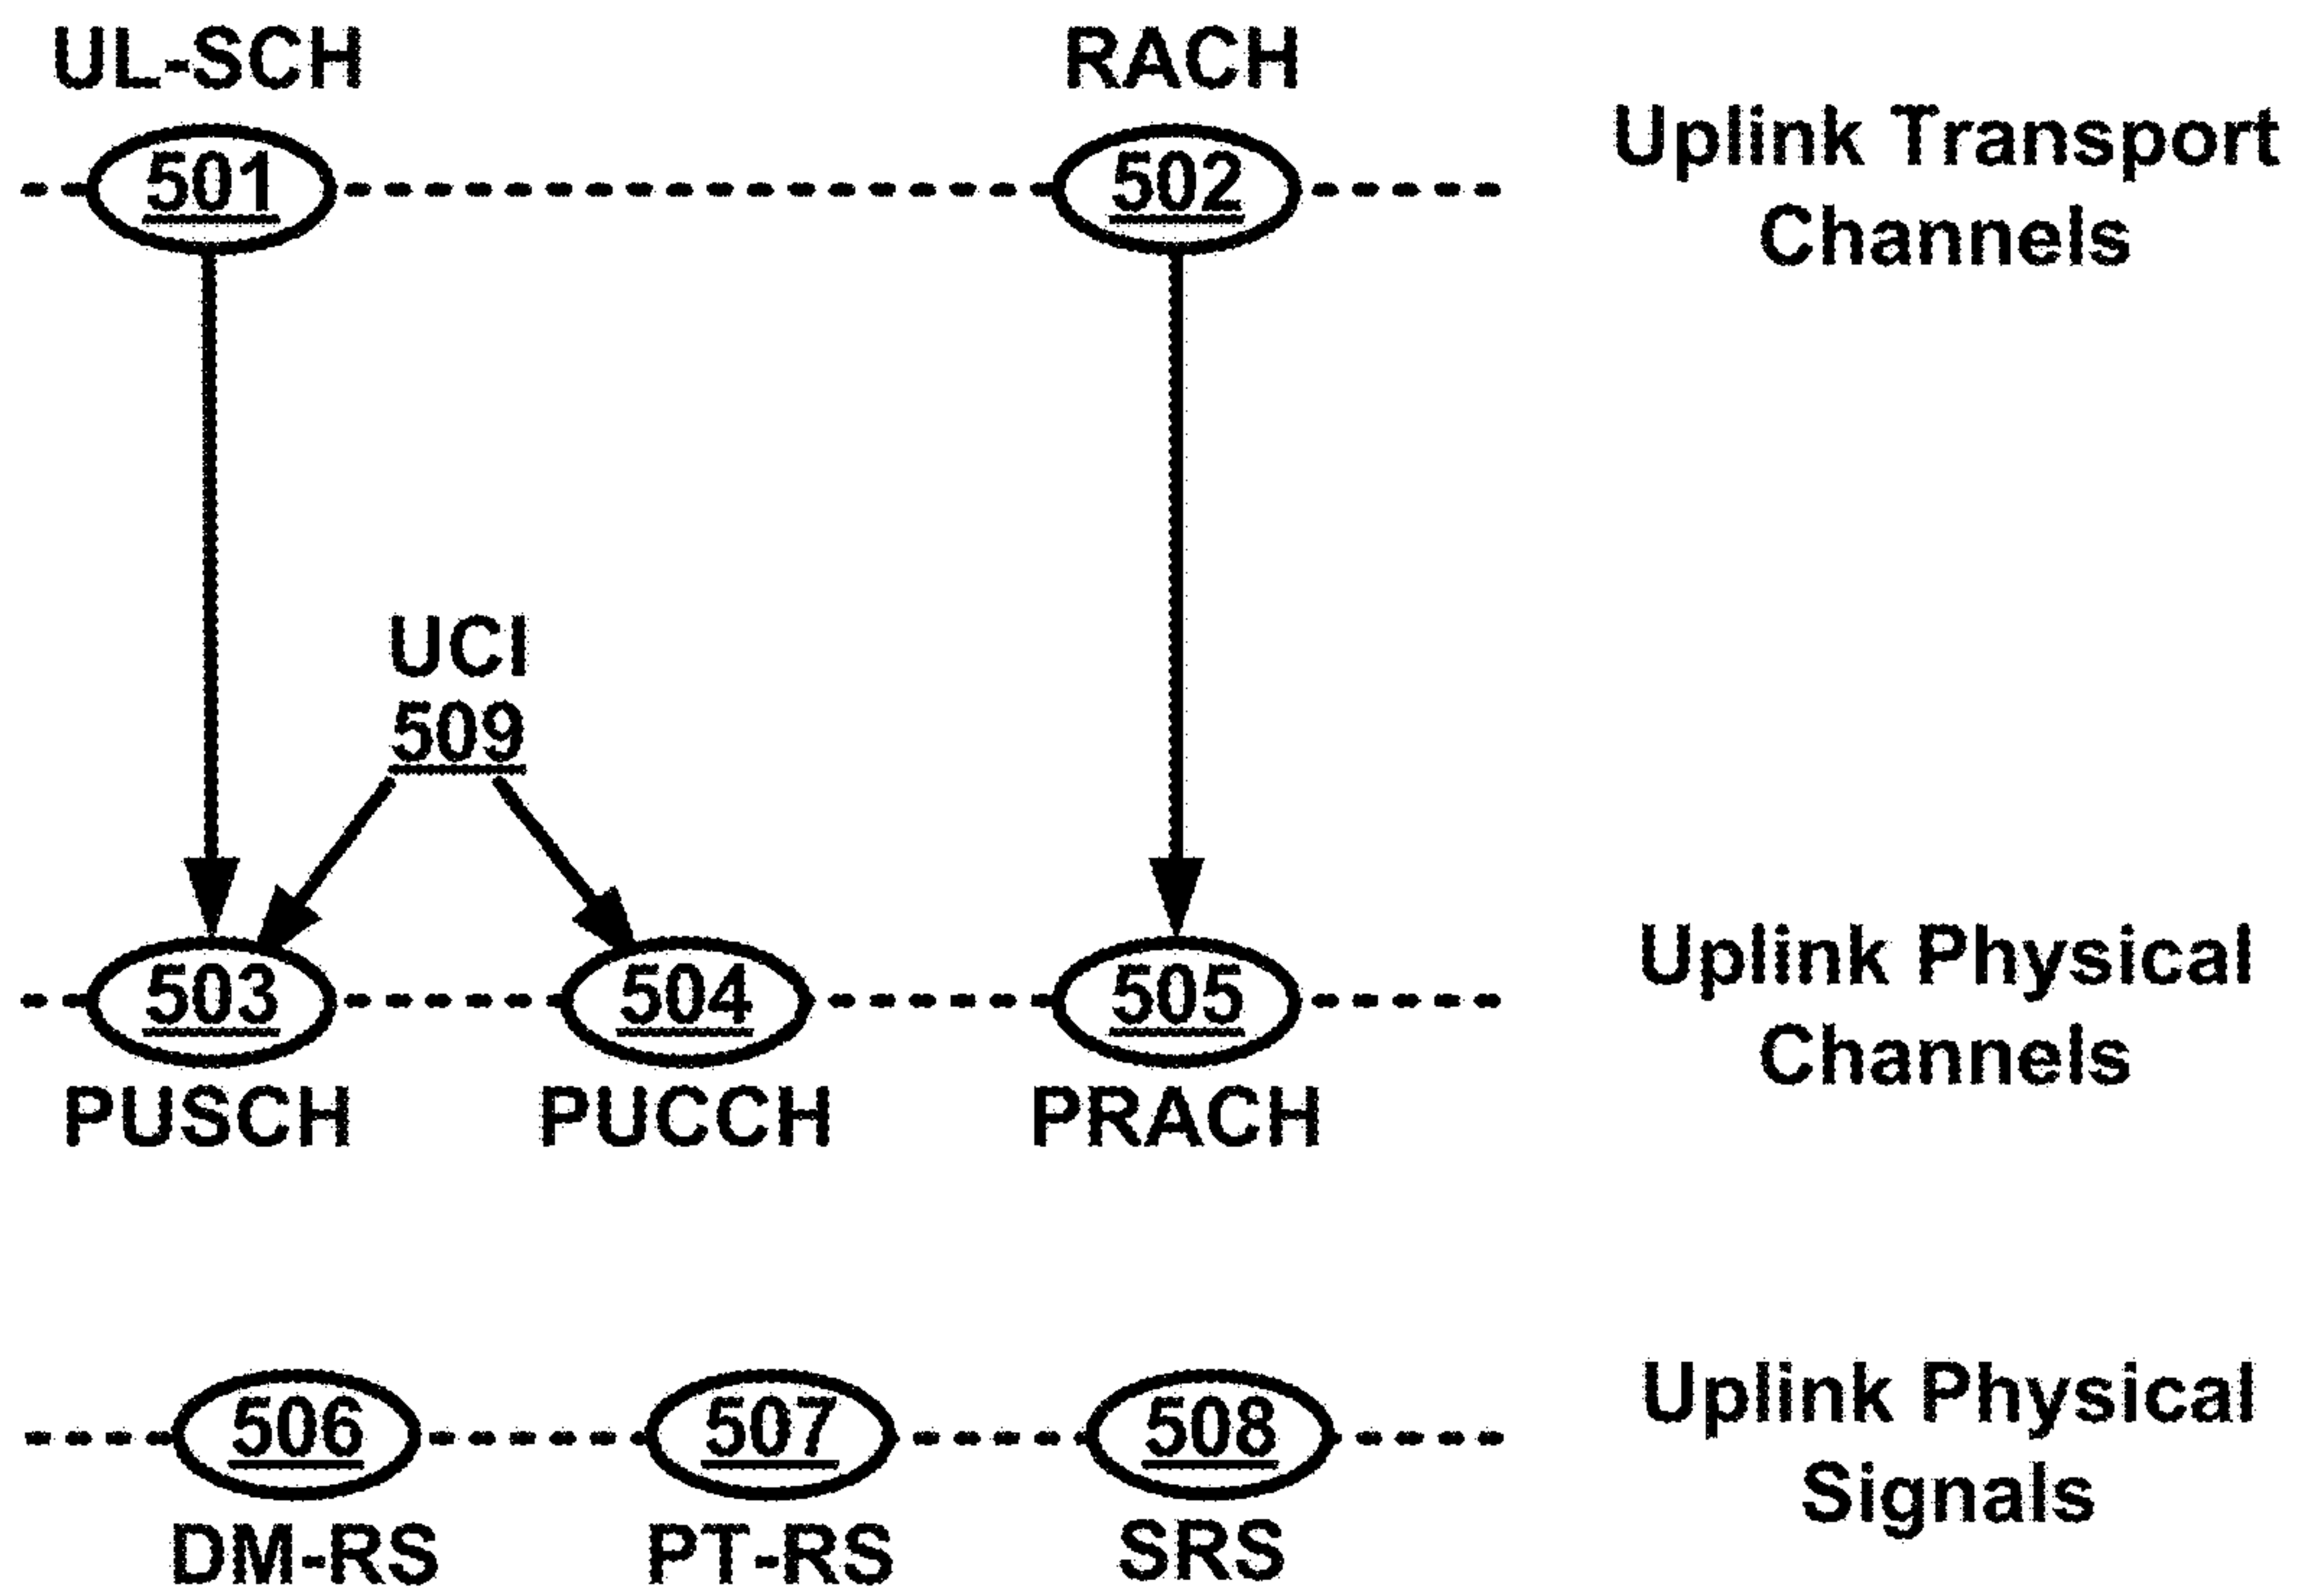 UL-SCH
RACH
501
502
Uplink Transport
Channels
UCI
509
503
504
505
Uplink Physical
Channels
PUSCH
PUCCH
PRACH
506
507
508
Uplink Physical
Signals
DM-RS
PT-RS
SRS